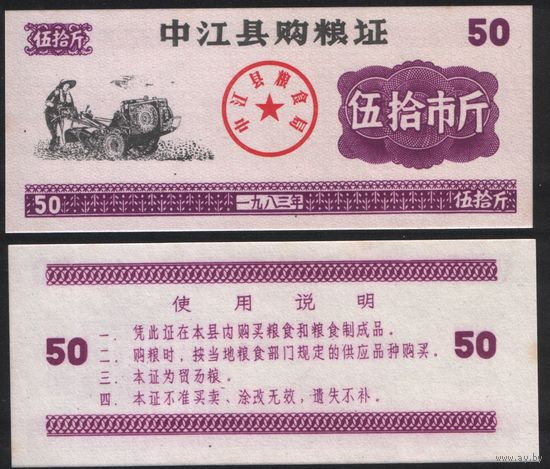 伍拾斤
中江县购粮证
50
中江县粮食局
伍拾市斤
50
一九八三年
伍拾斤
使用说明
50
50
一. 凭此证在本县内购买粮食和粮食制成品。
二. 购粮时，按当地粮食部门规定的供应品种购买。
三. 本证为贸易粮。
四. 本证不准买卖、涂改无效，遗失不补。
www.ay.by